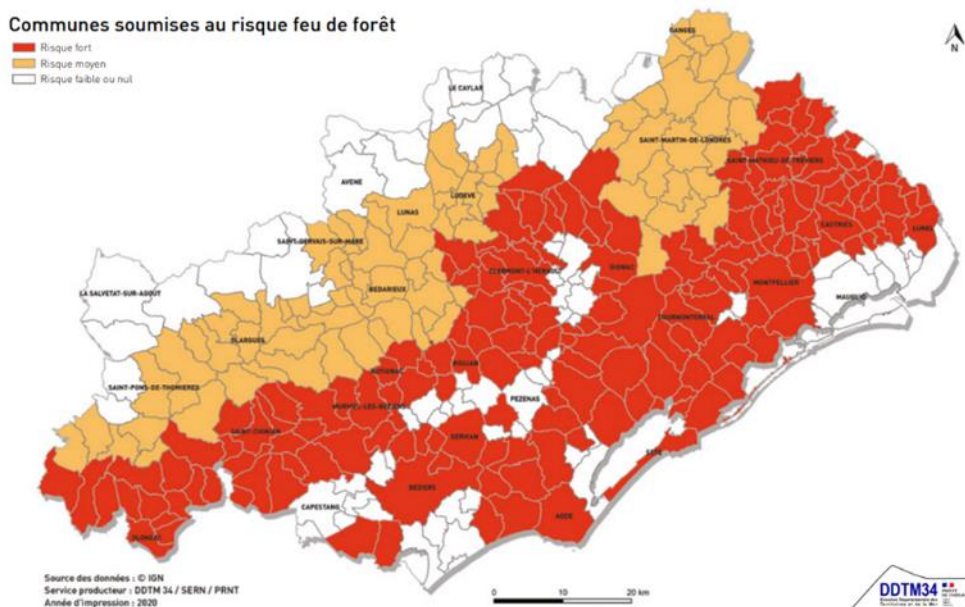 Communes soumises au risque feu de forêt
Risque fort
Risque moyen
Risque faible ou nul
N
GANGES
LE CAYLAR
SAINT-MARTIN-DE-LONDRES
SAINT-MATHIEU-DE-TREVIERS
AVENE
LODEVE
LUNAS
CASTRIES
LUNEL
SAINT-GERVAIS-SUR-MARE
CLERMONT-L'HERAULT
GIGNAC
BEDARIEUX
MONTPELLIER
LA SALVETAT-SUR-AGOUT
MAUGUIO
COURNONTERRAL
OLARGUES
ROUJAN
SAINT-PONS-DE-THOMIERES
PEZENAS
MURVIEL-LES-BEZIERS
SAINT-CHINIAN
SERVIAN
SETE
BEZIERS
CAPESTANG
AGDE
OLONZAC
Source des données : © IGN
Service producteur : DDTM 34 / SERN / PRNT
Année d'impression : 2020
0 10 20 km
DDTM34